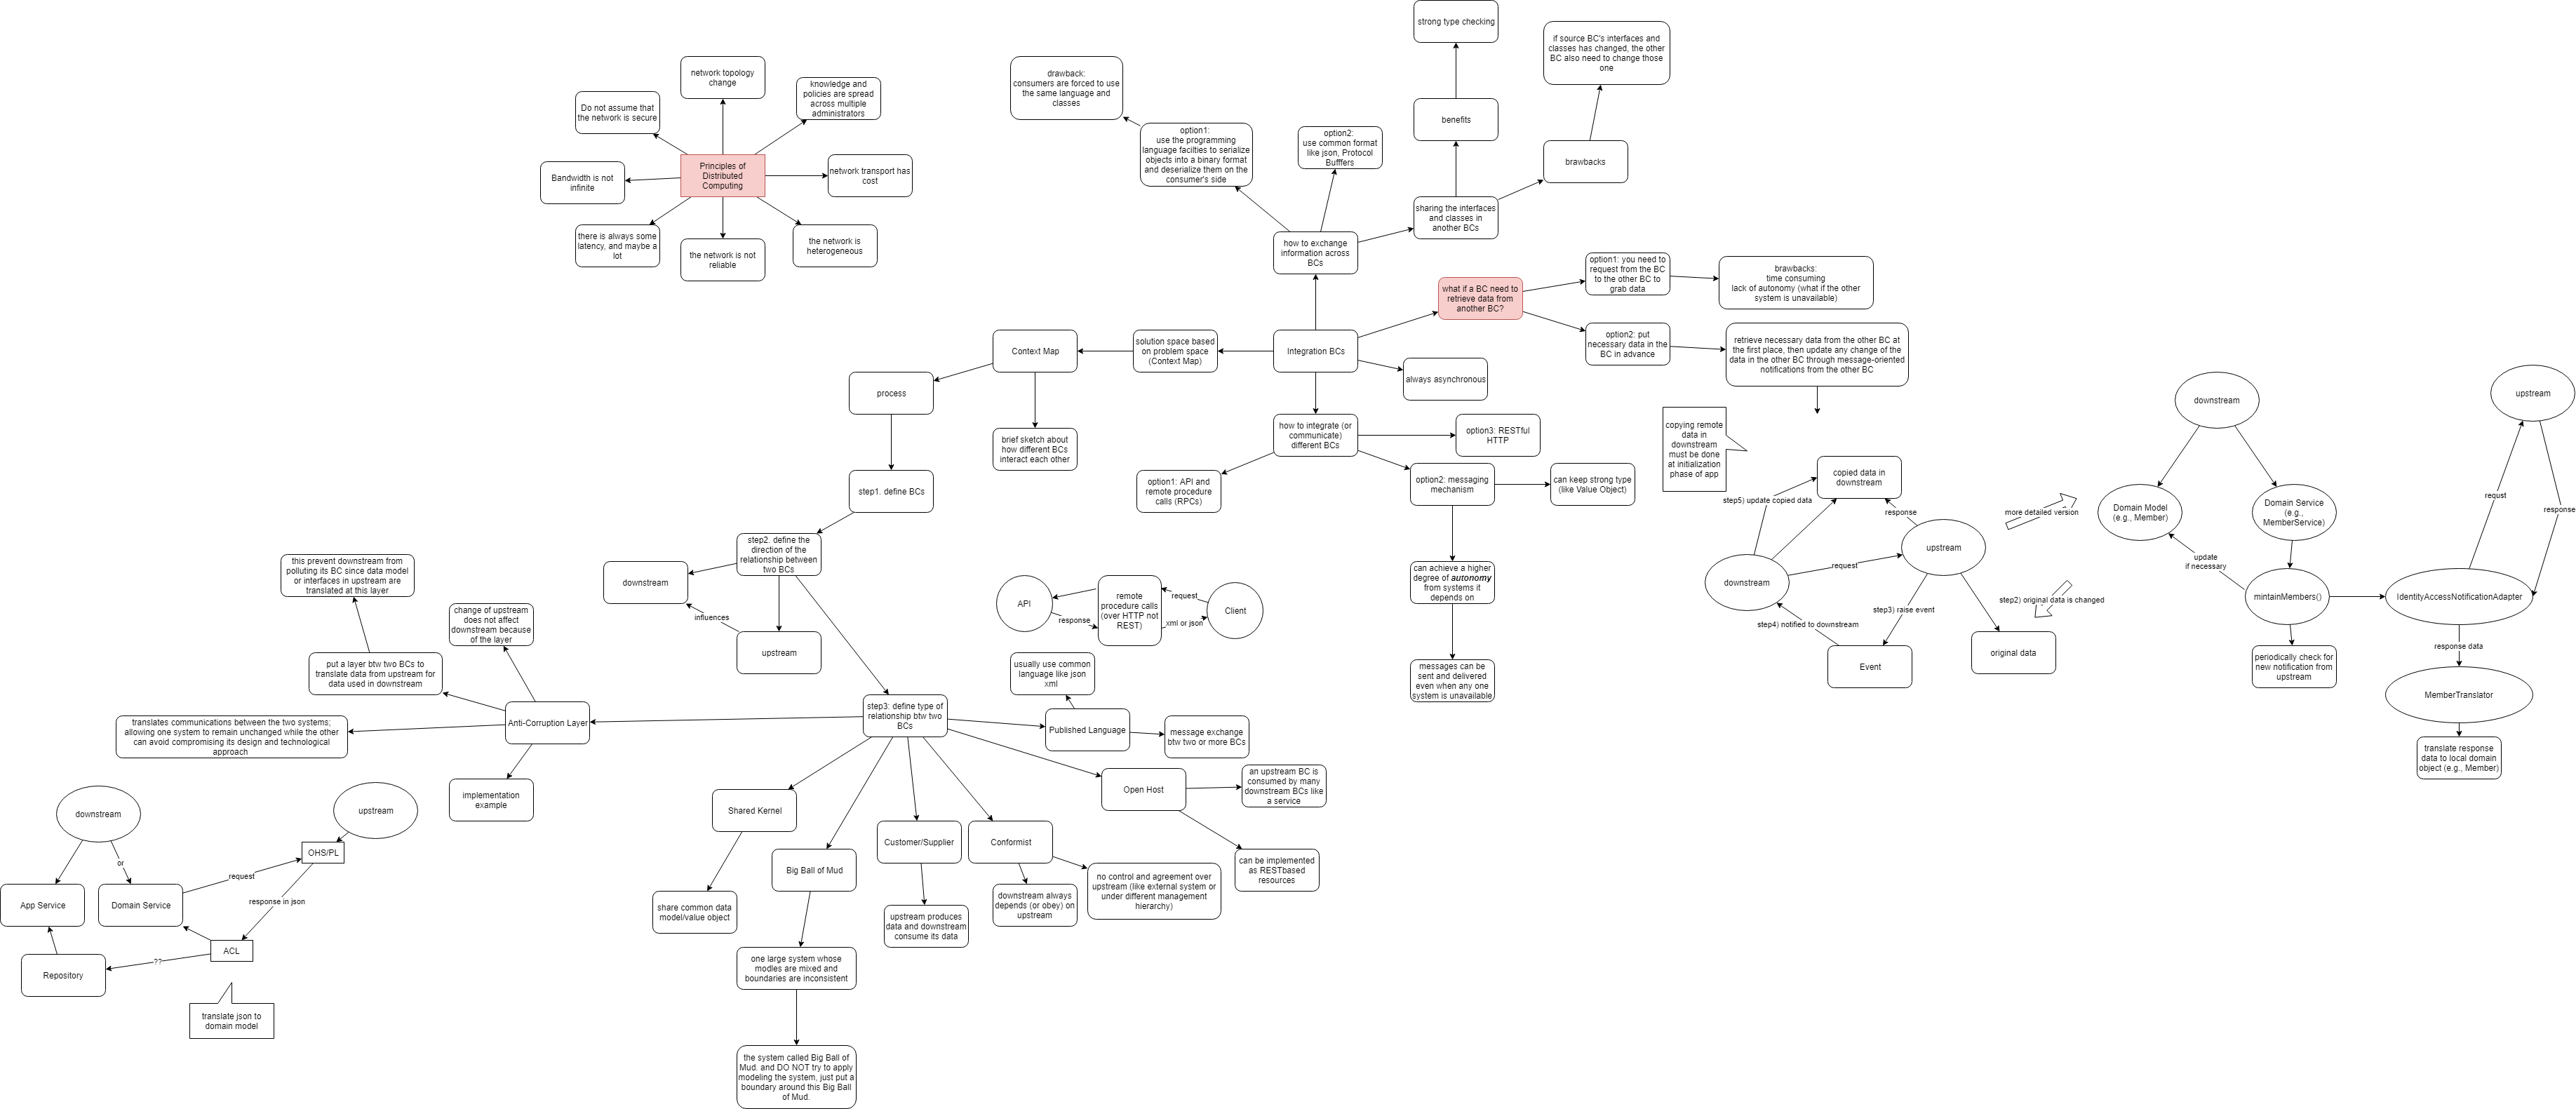 strong type checking
if source BC's interfaces and
classes has changed, the other
BC also need to change those
one
drawback:
consumers are forced to use
the same language and
classes
network topology
change
knowledge and
policies are spread
across multiple
administrators
Do not assume that
the network is secure
benefits
option1:
use the programming
language facilties to serialize
objects into a binary format
and deserialize them on the
consumer's side
option2:
use common format
like json, Protocol
Bufffers
brawbacks
Principles of
Distributed
Computing
network transport has
cost
Bandwidth is not
infinite
sharing the interfaces
and classes in
another BCs
there is always some
latency, and maybe a
lot
the network is not
reliable
the network is
heterogeneous
how to exchange
information across
BCs
option1: you need to
request from the BC
to the other BC to
grab data
brawbacks:
time consuming
lack of autonomy (what if the other
system is unavailable)
what if a BC need to
retrieve data from
another BC?
option2: put
necessary data in the
BC in advance
retrieve necessary data from the other BC at
the first place, then update any change of the
data in the other BC through message-oriented
notifications from the other BC
Context Map
solution space based
on problem space
(Context Map)
Integration BCs
always asynchronous
process
brief sketch about
how different BCs
interact each other
how to integrate (or
communicate)
different BCs
option3: RESTful
HTTP
option1: API and
remote procedure
calls (RPCs)
option2: messaging
mechanism
can keep strong type
(like Value Object)
copying remote
data in
downstream
must be done
at initialization
phase of app
copied data in
downstream
step5) update copied data
response
request
downstream
upstream
step3) raise event
step4) notified to downstream
Event
original data
step2) original data is changed
more detailed version
downstream
upstream
Domain Model
(e.g., Member)
Domain Service
(e.g.,
MemberService)
requst
response
update
if necessary
mintainMembers()
IdentityAccessNotificationAdapter
periodically check for
new notification from
upstream
response data
MemberTranslator
translate response
data to local domain
object (e.g., Member)
step1. define BCs
step2. define the
direction of the
relationship between
two BCs
downstream
influences
upstream
can achieve a higher
degree of autonomy
from systems it
depends on
messages can be
sent and delivered
even when any one
system is unavailable
API
response
remote
procedure calls
(over HTTP not
REST)
request
xml or json
Client
this prevent downstream from
polluting its BC since data model
or interfaces in upstream are
translated at this layer
change of upstream
does not affect
downstream because
of the layer
put a layer btw two BCs to
translate data from upstream for
data used in downstream
Anti-Corruption Layer
translates communications between the two systems;
allowing one system to remain unchanged while the other
can avoid compromising its design and technological
approach
implementation
example
step3: define type of
relationship btw two
BCs
usually use common
language like json
xml
Published Language
message exchange
btw two or more BCs
Open Host
an upstream BC is
consumed by many
downstream BCs like
a service
can be implemented
as RESTbased
resources
Shared Kernel
share common data
model/value object
Big Ball of Mud
one large system whose
modles are mixed and
boundaries are inconsistent
the system called Big Ball of
Mud. and DO NOT try to apply
modeling the system, just put a
boundary around this Big Ball
of Mud.
Customer/Supplier
upstream produces
data and downstream
consume its data
Conformist
downstream always
depends (or obey) on
upstream
no control and agreement over
upstream (like external system or
under different management
hierarchy)
downstream
upstream
OHS/PL
or
request
response in json
App Service
Domain Service
ACL
??
Repository
translate json to
domain model